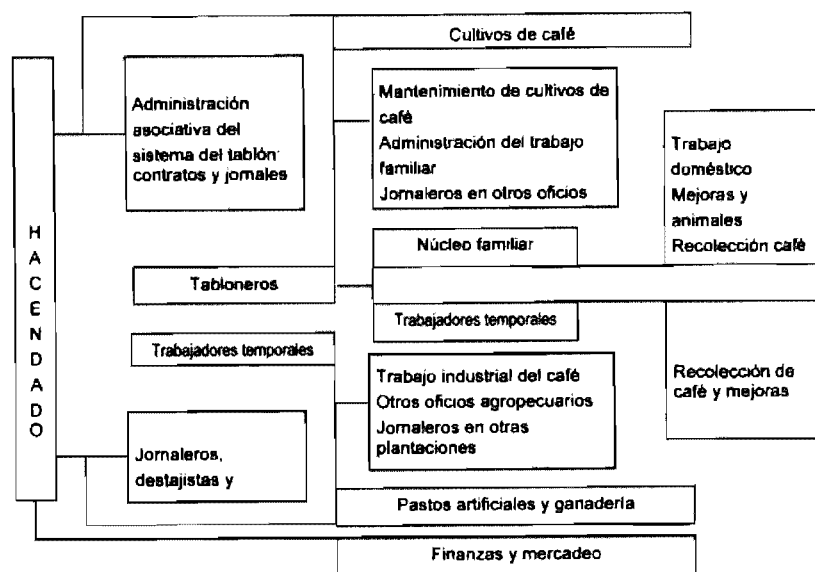 Cultivos de café
HACENDADO
Administración
asociativa del
sistema del tablón:
contratos y jornales
Mantenimiento de cultivos de
café
Administración del trabajo
familiar
Jornaleros en otros oficios
Trabajo
doméstico
Mejoras y
animales
Recolección café
Núcleo familiar
Tabloneros
Trabajadores temporales
Trabajadores temporales
Trabajo industrial del café
Otros oficios agropecuarios
Jornaleros en otras
plantaciones
Recolección de
café y mejoras
Jornaleros,
destajistas y
Pastos artificiales y ganadería
Finanzas y mercadeo